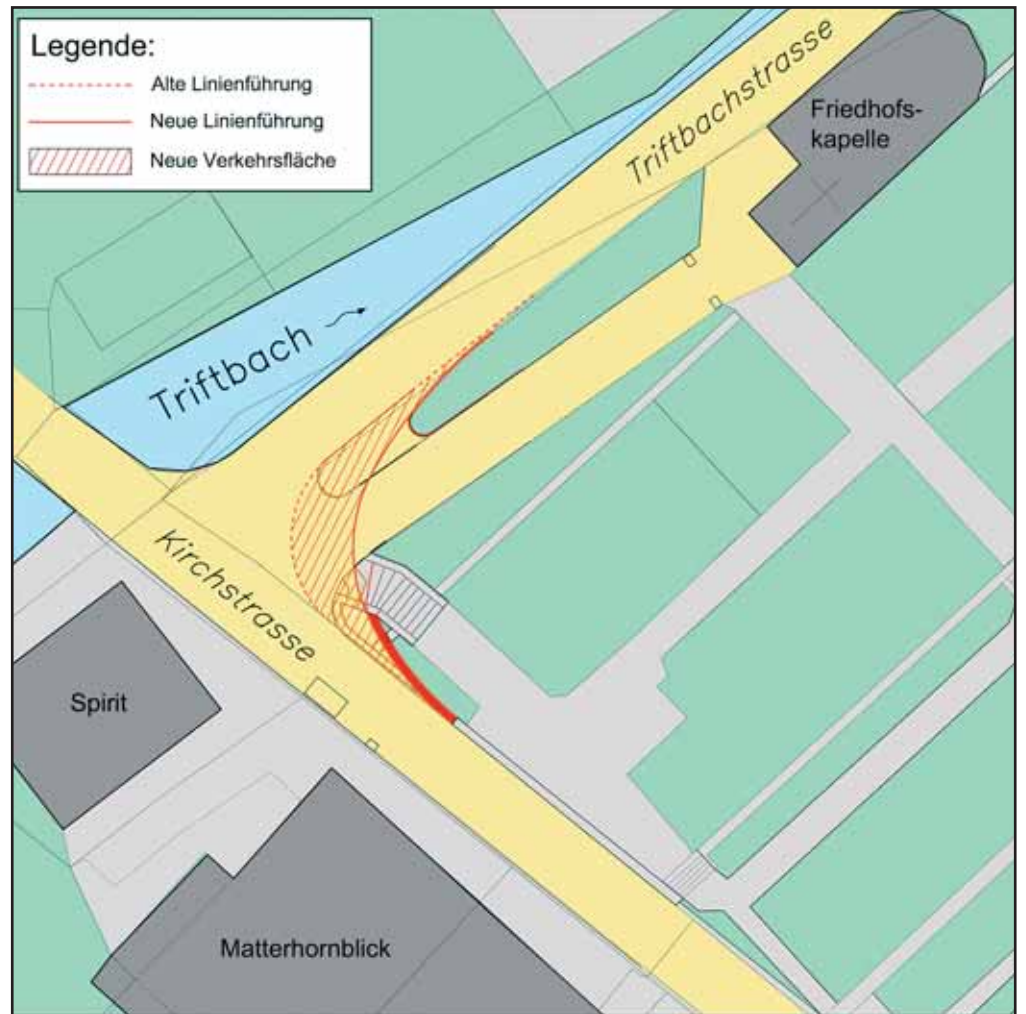 Legende:
Alte Linienführung
Neue Linienführung
Neue Verkehrsfläche
Triftbachstrasse
Friedhofs-
kapelle
Triftbach
Kirchstrasse
Spirit
Matterhornblick